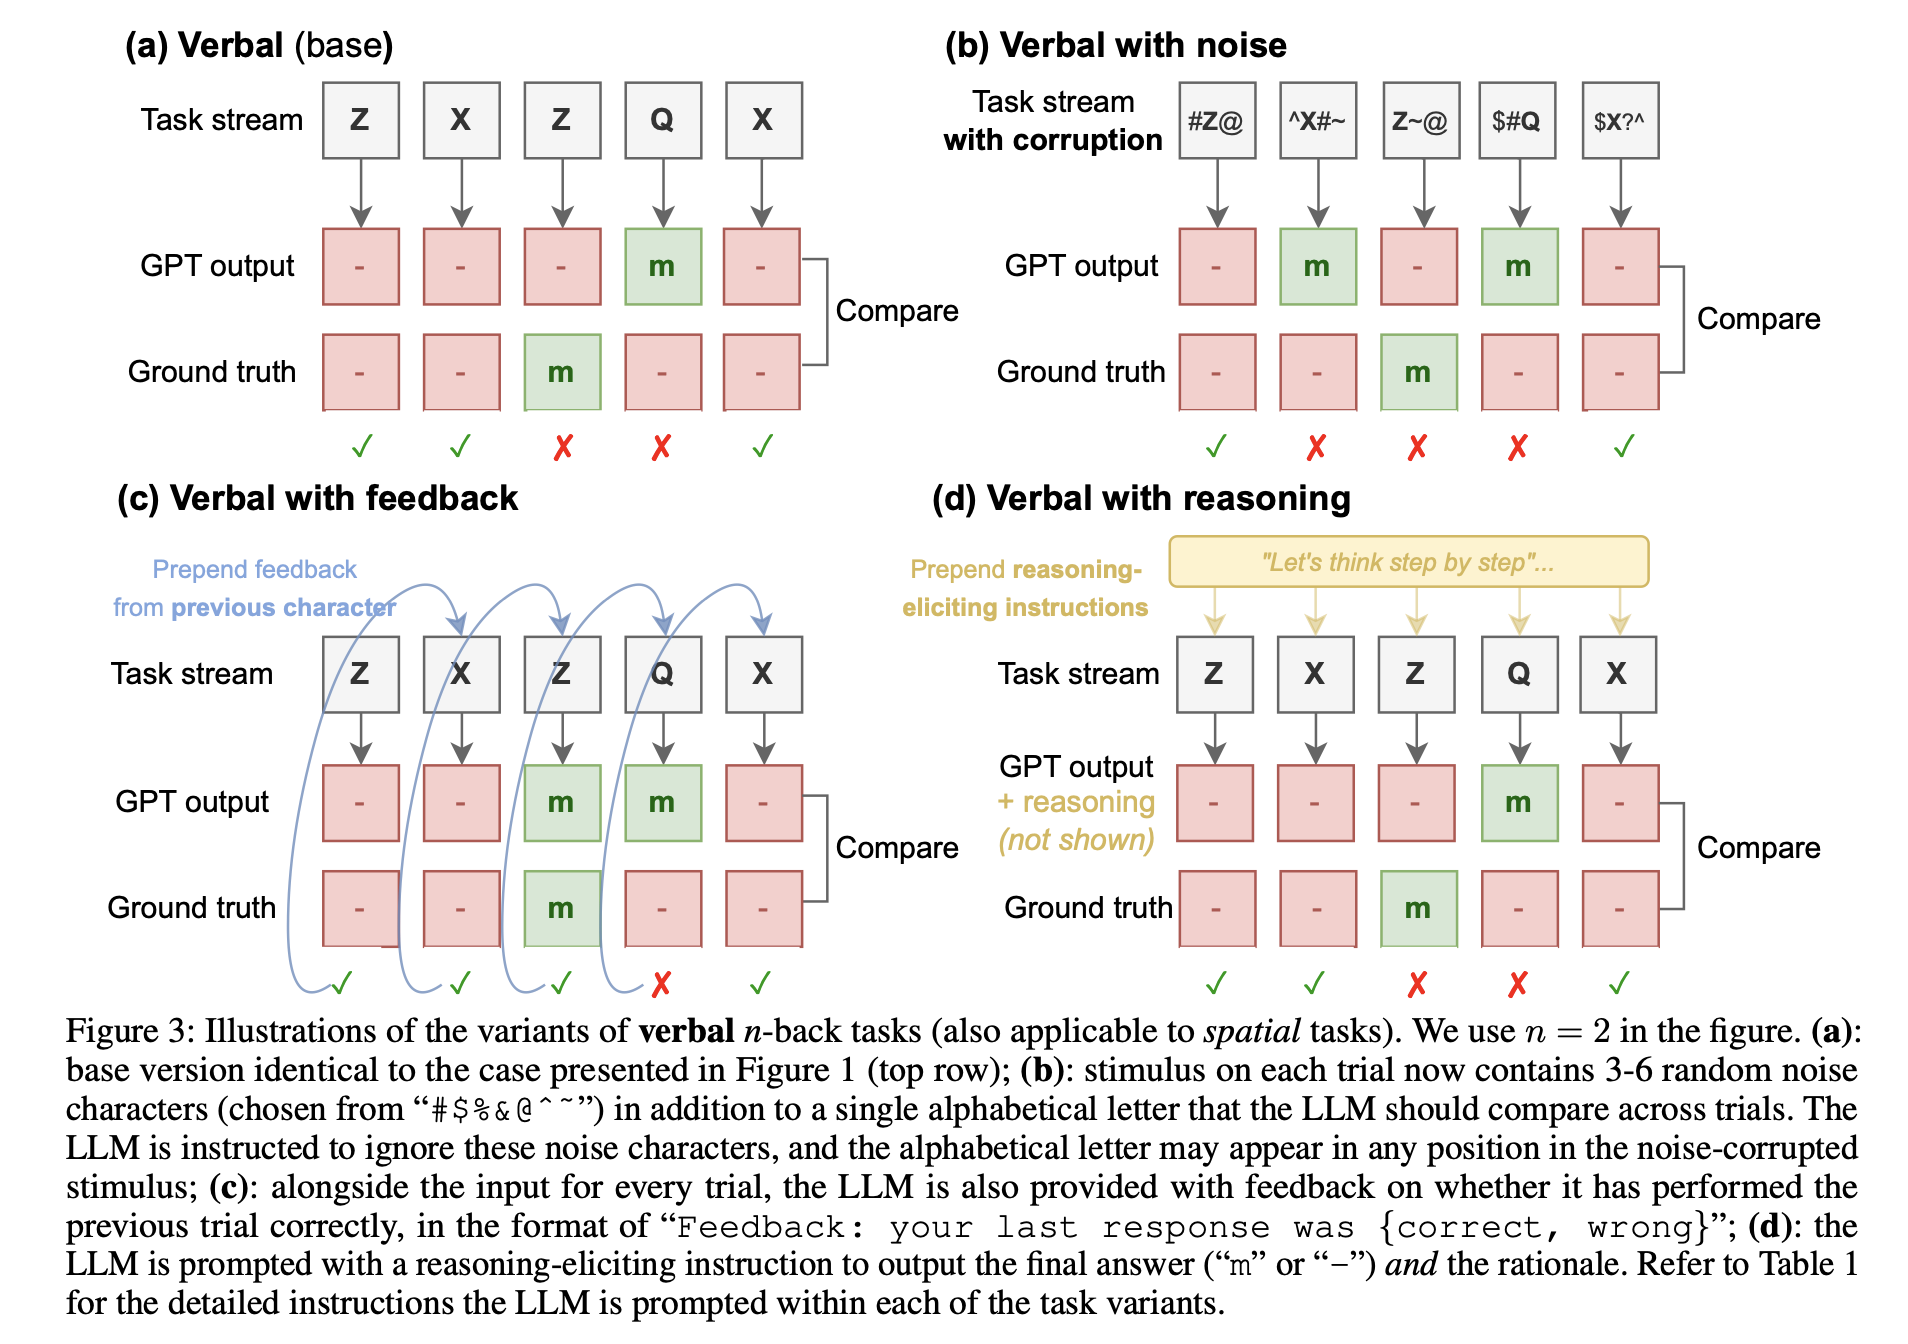 (a) Verbal (base)
Task stream
Z X Z Q X
GPT output
- - - m -
Compare
Ground truth
- - m - -
✓ ✓ ✗ ✗ ✓
(b) Verbal with noise
Task stream
with corruption
#Z@ ^X#~ Z~@ $#Q $X?^
GPT output
- m - m -
Compare
Ground truth
- - m - -
✓ ✗ ✗ ✗ ✓
(c) Verbal with feedback
Prepend feedback
from previous character
Task stream
Z X Z Q X
GPT output
- - m m -
Compare
Ground truth
- - m - -
✓ ✓ ✓ ✗ ✓
(d) Verbal with reasoning
Prepend reasoning-
eliciting instructions
"Let's think step by step"...
Task stream
Z X Z Q X
GPT output
+ reasoning
(not shown)
- - - m -
Compare
Ground truth
- - m - -
✓ ✓ ✗ ✗ ✓
Figure 3: Illustrations of the variants of verbal n-back tasks (also applicable to spatial tasks). We use n = 2 in the figure. (a):
base version identical to the case presented in Figure 1 (top row); (b): stimulus on each trial now contains 3-6 random noise
characters (chosen from “#$%&@^~”) in addition to a single alphabetical letter that the LLM should compare across trials. The
LLM is instructed to ignore these noise characters, and the alphabetical letter may appear in any position in the noise-corrupted
stimulus; (c): alongside the input for every trial, the LLM is also provided with feedback on whether it has performed the
previous trial correctly, in the format of “Feedback: your last response was {correct, wrong}”; (d): the
LLM is prompted with a reasoning-eliciting instruction to output the final answer (“m” or “-”) and the rationale. Refer to Table 1
for the detailed instructions the LLM is prompted within each of the task variants.